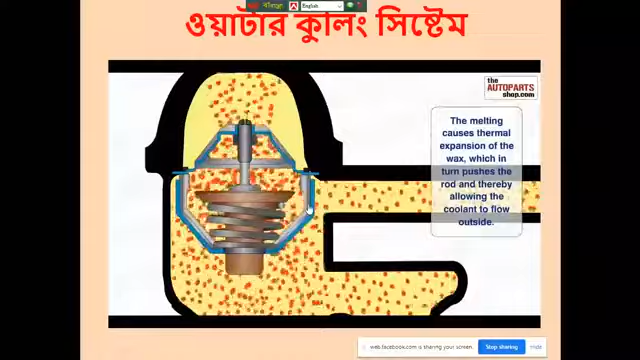 English
ওয়াটার কুলিং সিষ্টেম
the
AUTOPARTS
shop.com
The melting
causes thermal
expansion of the
wax, which in
turn pushes the
rod and thereby
allowing the
coolant to flow
outside.
web.facebook.com is sharing your screen.
Stop sharing
Hide